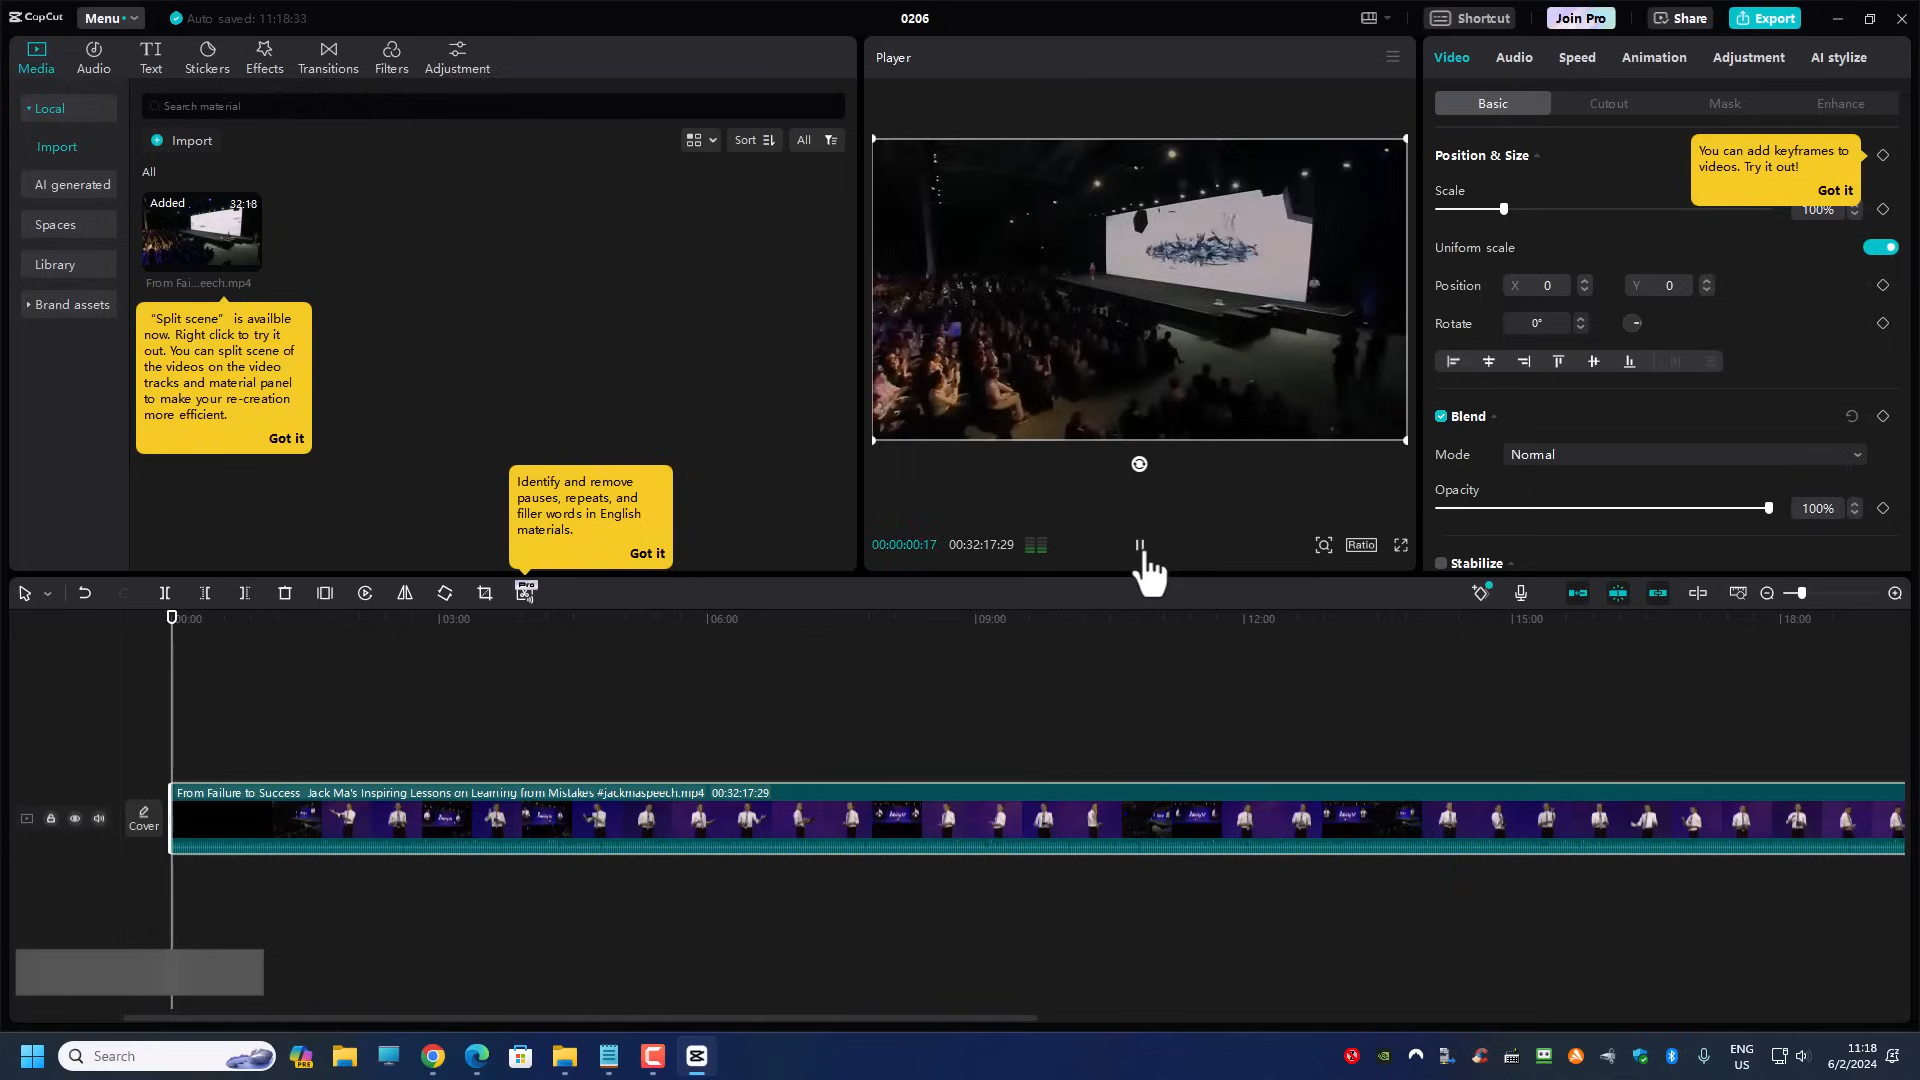 CapCut
Menu
Auto saved: 11:18:33
0206
Shortcut
Join Pro
Share
Export
Media
Audio
Text
Stickers
Effects
Transitions
Filters
Adjustment
Local
Import
AI generated
Spaces
Library
Brand assets
Search material
Import
Sort
All
All
Added
32:18
From Fai...eech.mp4
“Split scene” is availble
now. Right click to try it
out. You can split scene of
the videos on the video
tracks and material panel
to make your re-creation
more efficient.
Got it
Identify and remove
pauses, repeats, and
filler words in English
materials.
Got it
Player
00:00:00:17
00:32:17:29
Ratio
Video
Audio
Speed
Animation
Adjustment
AI stylize
Basic
Cutout
Mask
Enhance
Position & Size
You can add keyframes to
videos. Try it out!
Got it
Scale
100%
Uniform scale
Position
X
0
Y
0
Rotate
0°
Blend
Mode
Normal
Opacity
100%
Stabilize
Pro
00:00
03:00
06:00
09:00
12:00
15:00
18:00
Cover
From Failure to Success Jack Ma's Inspiring Lessons on Learning from Mistakes #jackmaspeech.mp4
00:32:17:29
Search
PRE
ENG
US
11:18
6/2/2024